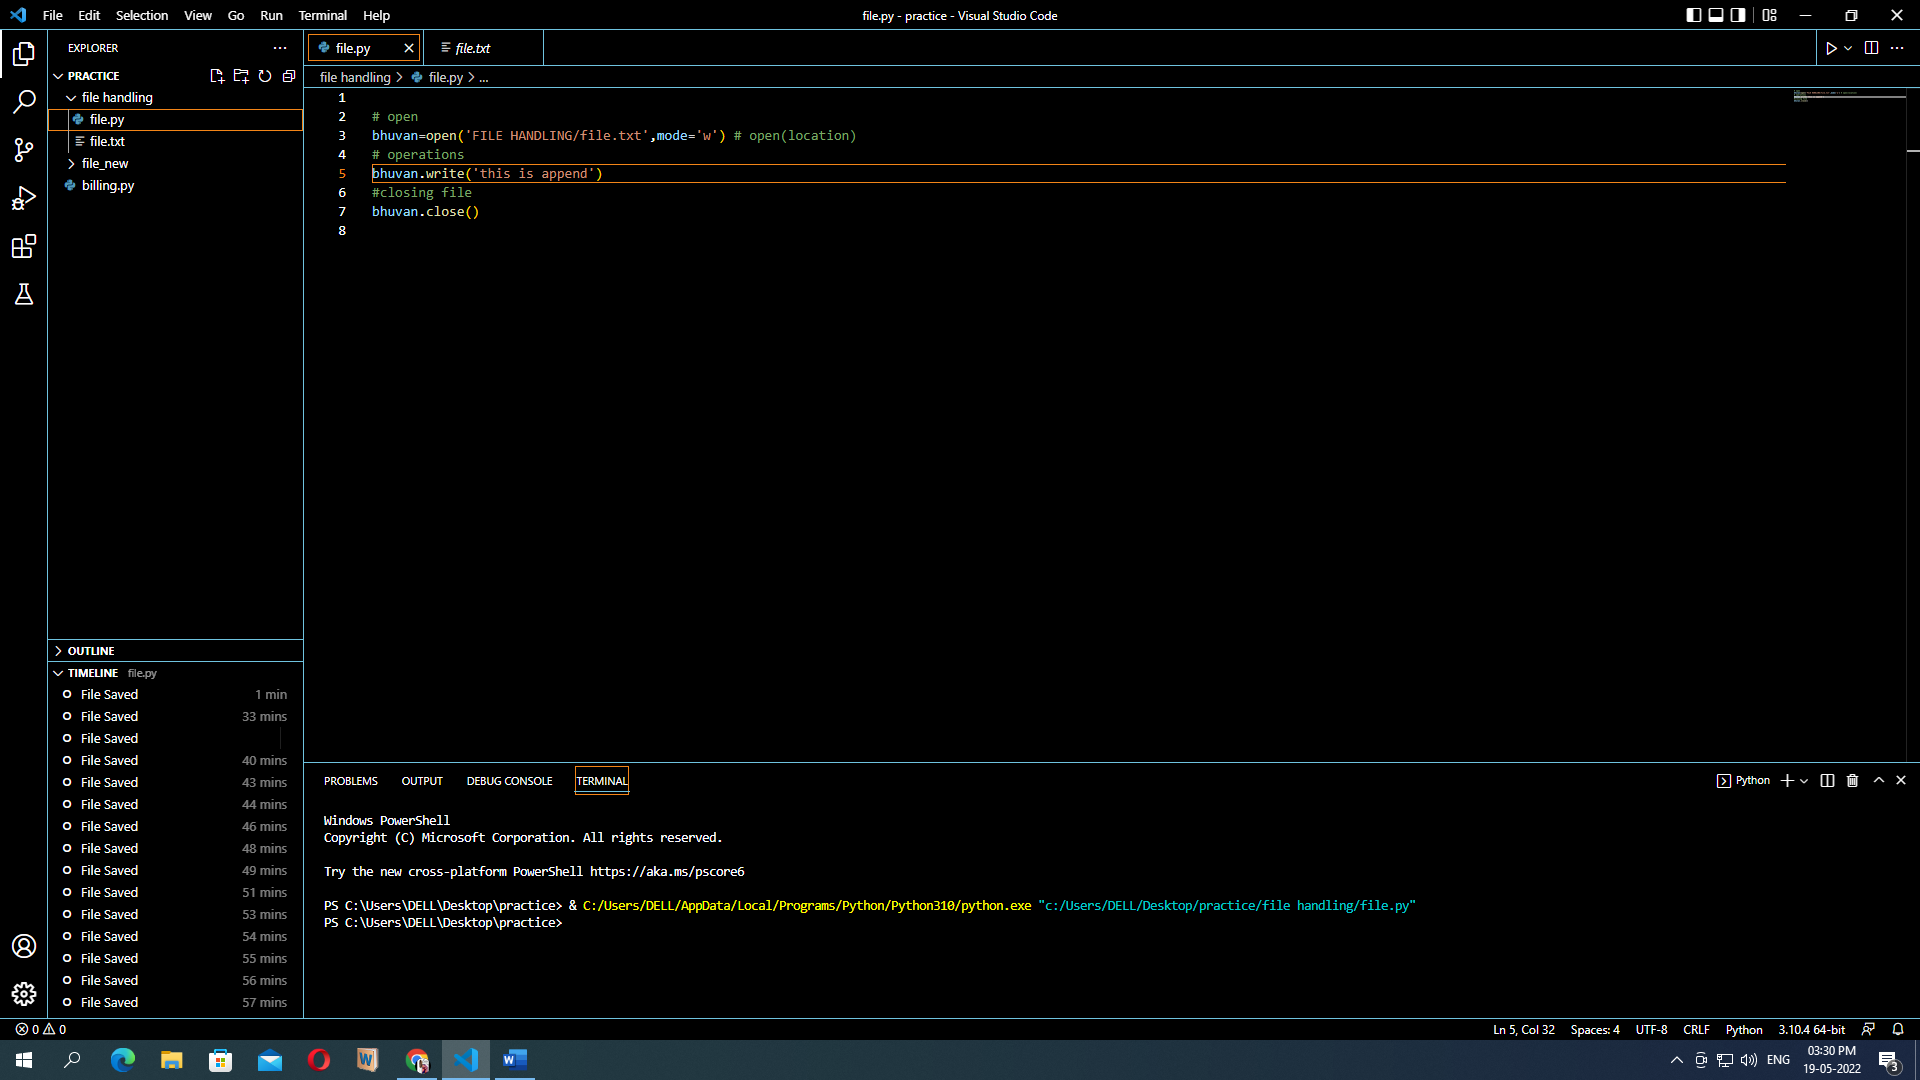 File Edit Selection View Go Run Terminal Help
file.py - practice - Visual Studio Code
EXPLORER
PRACTICE
file handling
file.py
file.txt
file_new
billing.py
OUTLINE
TIMELINE file.py
File Saved 1 min
File Saved 33 mins
File Saved
File Saved 40 mins
File Saved 43 mins
File Saved 44 mins
File Saved 46 mins
File Saved 48 mins
File Saved 49 mins
File Saved 51 mins
File Saved 53 mins
File Saved 54 mins
File Saved 55 mins
File Saved 56 mins
File Saved 57 mins
file.py file.txt
file handling > file.py > ...
1
2 # open
3 bhuvan=open('FILE HANDLING/file.txt',mode='w') # open(location)
4 # operations
5 bhuvan.write('this is append')
6 #closing file
7 bhuvan.close()
8
PROBLEMS OUTPUT DEBUG CONSOLE TERMINAL
Python
Windows PowerShell
Copyright (C) Microsoft Corporation. All rights reserved.
Try the new cross-platform PowerShell https://aka.ms/pscore6
PS C:\Users\DELL\Desktop\practice> & C:/Users/DELL/AppData/Local/Programs/Python/Python310/python.exe "c:/Users/DELL/Desktop/practice/file handling/file.py"
PS C:\Users\DELL\Desktop\practice>
0 0
Ln 5, Col 32 Spaces: 4 UTF-8 CRLF Python 3.10.4 64-bit
W
W
ENG
03:30 PM
19-05-2022
3